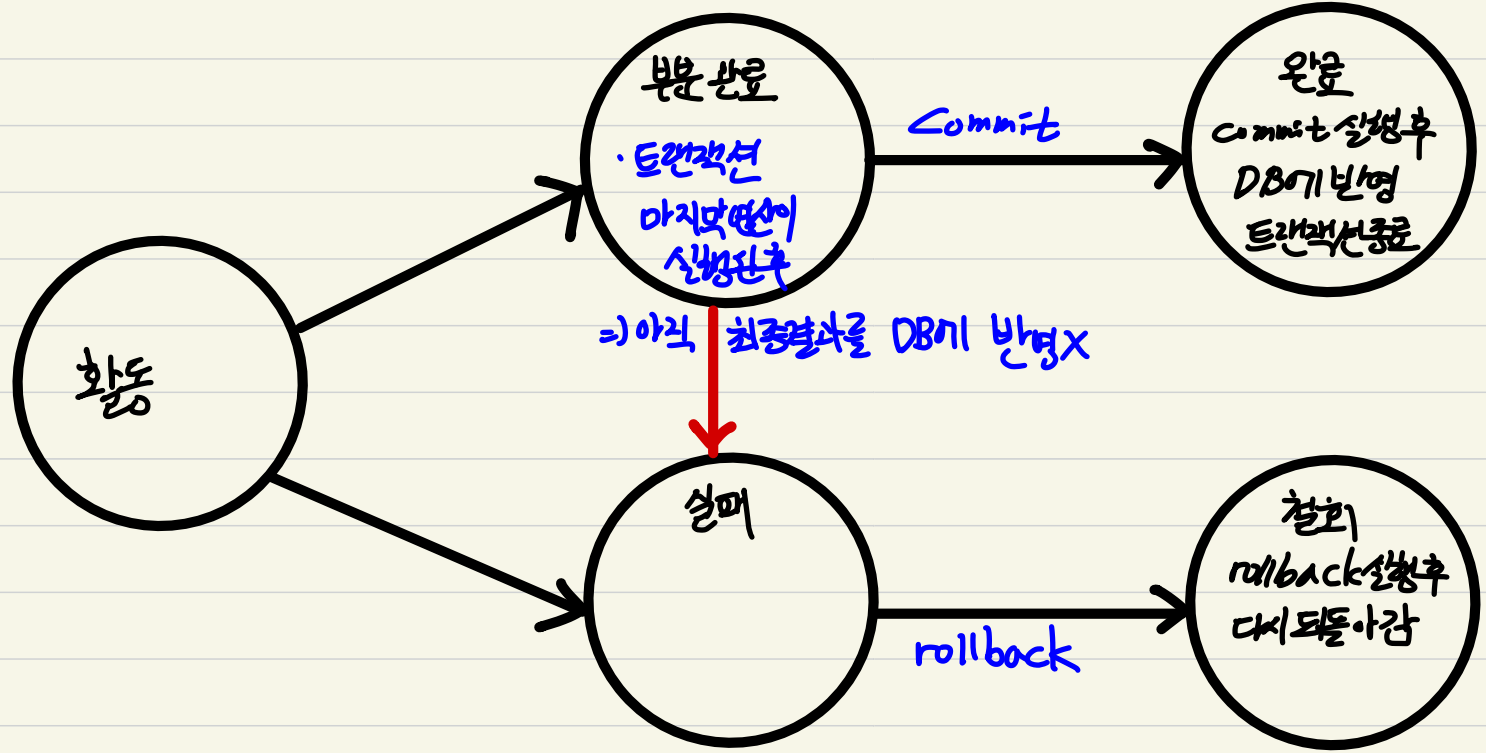 부분 완료
· 트랜잭션
마지막 연산이
실행된 후
=) 아직 최종결과를 DB에 반영X
Commit
완료
Commit 실행 후
DB에 반영
트랜잭션 종료
활동
실패
rollback
철회
rollback 실행 후
다시 되돌아감